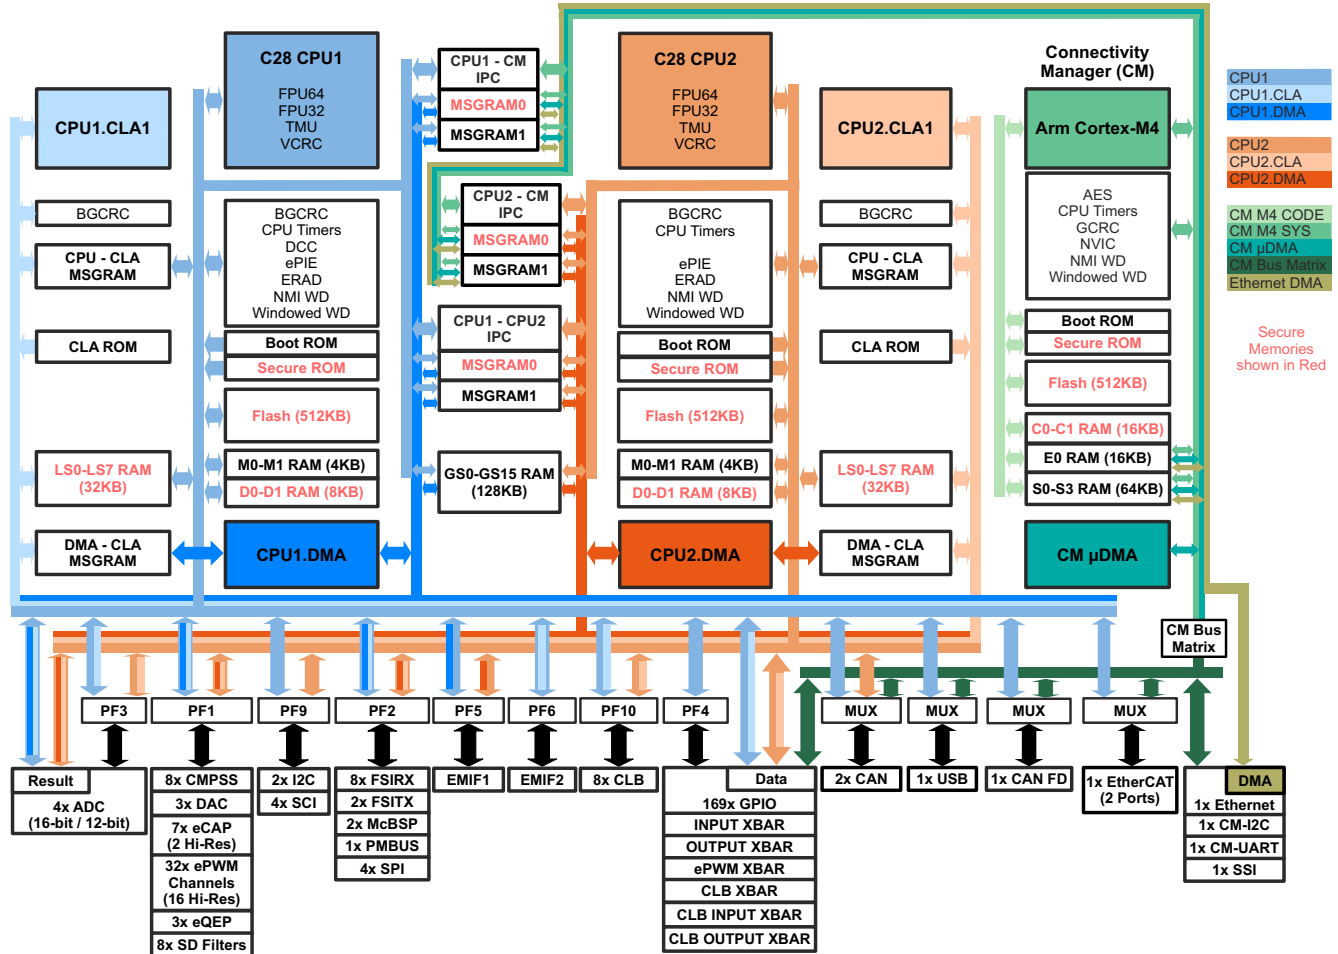 C28 CPU1
FPU64
FPU32
TMU
VCRC
CPU1.CLA1
BGCRC
CPU - CLA
MSGRAM
CLA ROM
LS0-LS7 RAM
(32KB)
DMA - CLA
MSGRAM
BGCRC
CPU Timers
DCC
ePIE
ERAD
NMI WD
Windowed WD
Boot ROM
Secure ROM
Flash (512KB)
M0-M1 RAM (4KB)
D0-D1 RAM (8KB)
CPU1.DMA
CPU1 - CM
IPC
MSGRAM0
MSGRAM1
CPU2 - CM
IPC
MSGRAM0
MSGRAM1
CPU1 - CPU2
IPC
MSGRAM0
MSGRAM1
GS0-GS15 RAM
(128KB)
C28 CPU2
FPU64
FPU32
TMU
VCRC
BGCRC
CPU Timers
ePIE
ERAD
NMI WD
Windowed WD
Boot ROM
Secure ROM
Flash (512KB)
M0-M1 RAM (4KB)
D0-D1 RAM (8KB)
CPU2.DMA
CPU2.CLA1
BGCRC
CPU - CLA
MSGRAM
CLA ROM
LS0-LS7 RAM
(32KB)
DMA - CLA
MSGRAM
Connectivity
Manager (CM)
Arm Cortex-M4
AES
CPU Timers
GCRC
NVIC
NMI WD
Windowed WD
Boot ROM
Secure ROM
Flash (512KB)
C0-C1 RAM (16KB)
E0 RAM (16KB)
S0-S3 RAM (64KB)
CM µDMA
CPU1
CPU1.CLA
CPU1.DMA
CPU2
CPU2.CLA
CPU2.DMA
CM M4 CODE
CM M4 SYS
CM µDMA
CM Bus Matrix
Ethernet DMA
Secure
Memories
shown in Red
CM Bus
Matrix
PF3
PF1
PF9
PF2
PF5
PF6
PF10
PF4
MUX
MUX
MUX
MUX
Result
4x ADC
(16-bit / 12-bit)
8x CMPSS
3x DAC
7x eCAP
(2 Hi-Res)
32x ePWM
Channels
(16 Hi-Res)
3x eQEP
8x SD Filters
2x I2C
4x SCI
8x FSIRX
2x FSITX
2x McBSP
1x PMBUS
4x SPI
EMIF1
EMIF2
8x CLB
Data
169x GPIO
INPUT XBAR
OUTPUT XBAR
ePWM XBAR
CLB XBAR
CLB INPUT XBAR
CLB OUTPUT XBAR
2x CAN
1x USB
1x CAN FD
1x EtherCAT
(2 Ports)
DMA
1x Ethernet
1x CM-I2C
1x CM-UART
1x SSI